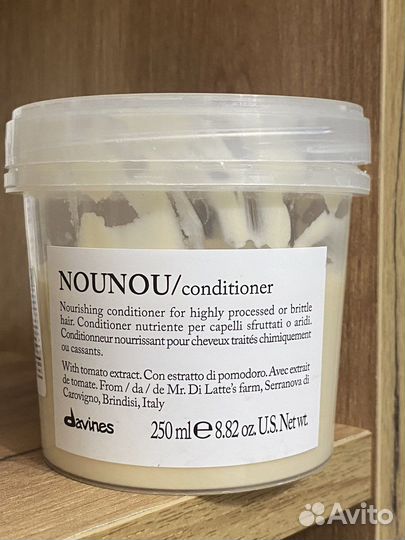 NOUNOU/conditioner
Nourishing conditioner for highly processed or brittle
hair. Conditioner nutriente per capelli sfruttati o aridi.
Conditionneur nourrissant pour cheveux traités chimiquement
ou cassants.
With tomato extract. Con estratto di pomodoro. Avec extrait
de tomate. From / da / de Mr. Di Latte's farm, Serranova di
Carovigno, Brindisi, Italy
davines 250 ml e 8.82 oz. U.S. Net wt.
Avito